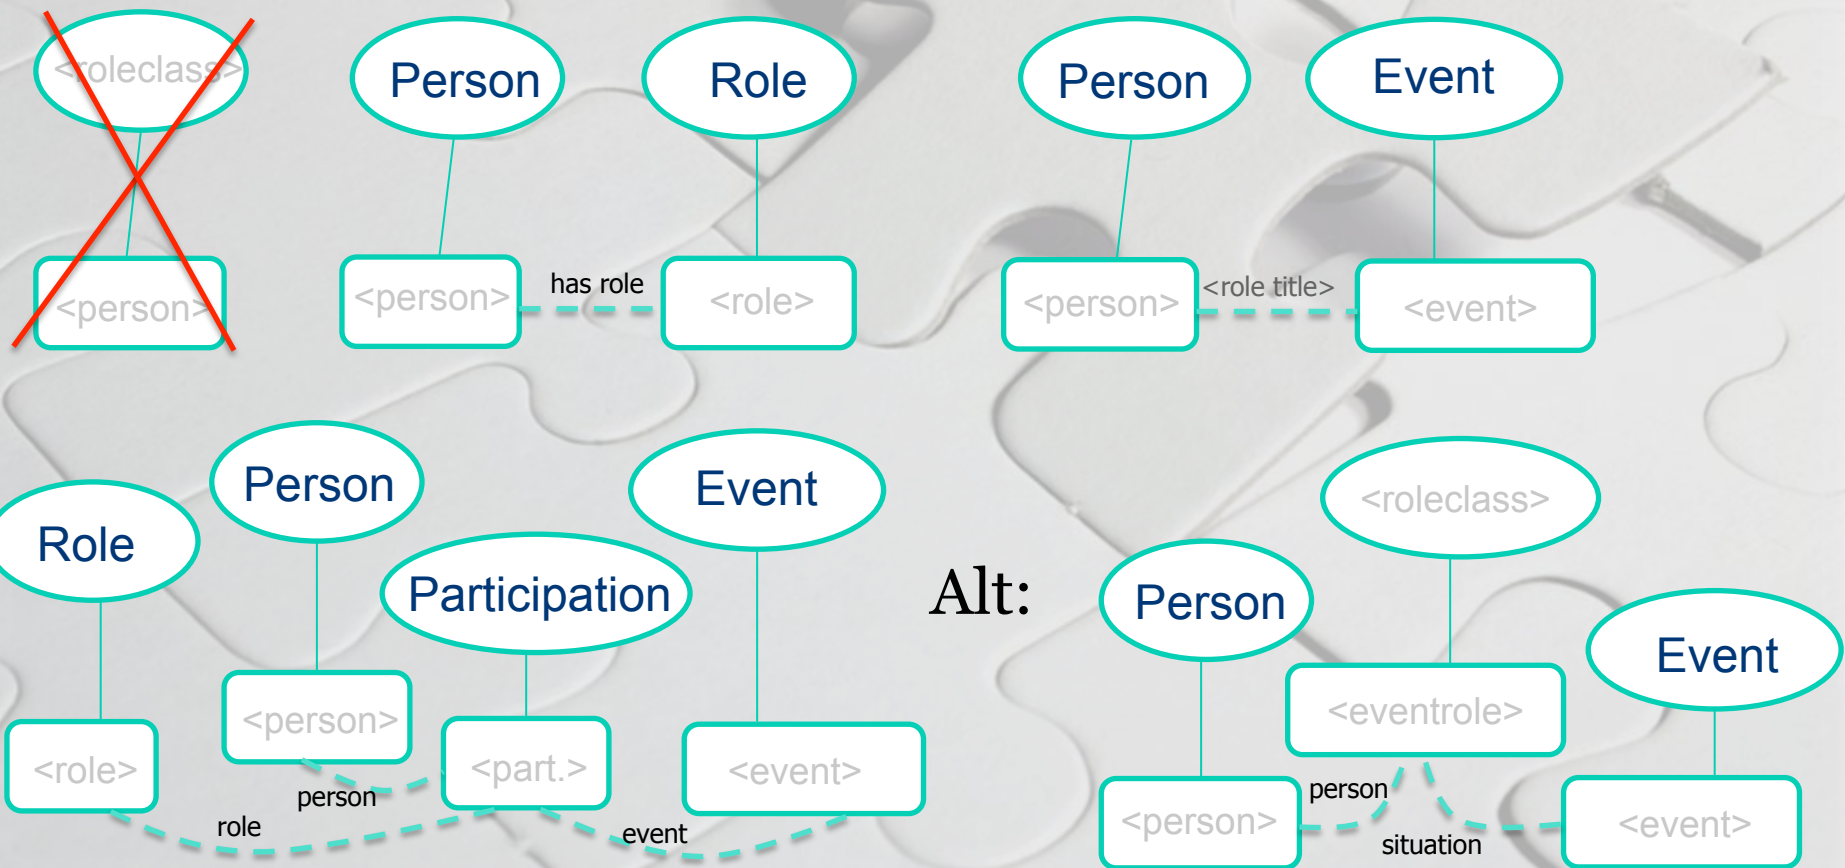 <roleclass>
<person>
Person
Role
<person>
has role
<role>
Person
Event
<person>
<role title>
<event>
Role
Person
Participation
Event
<role>
<person>
<part.>
<event>
person
role
event
Alt:
Person
<roleclass>
Event
<eventrole>
<person>
person
situation
<event>